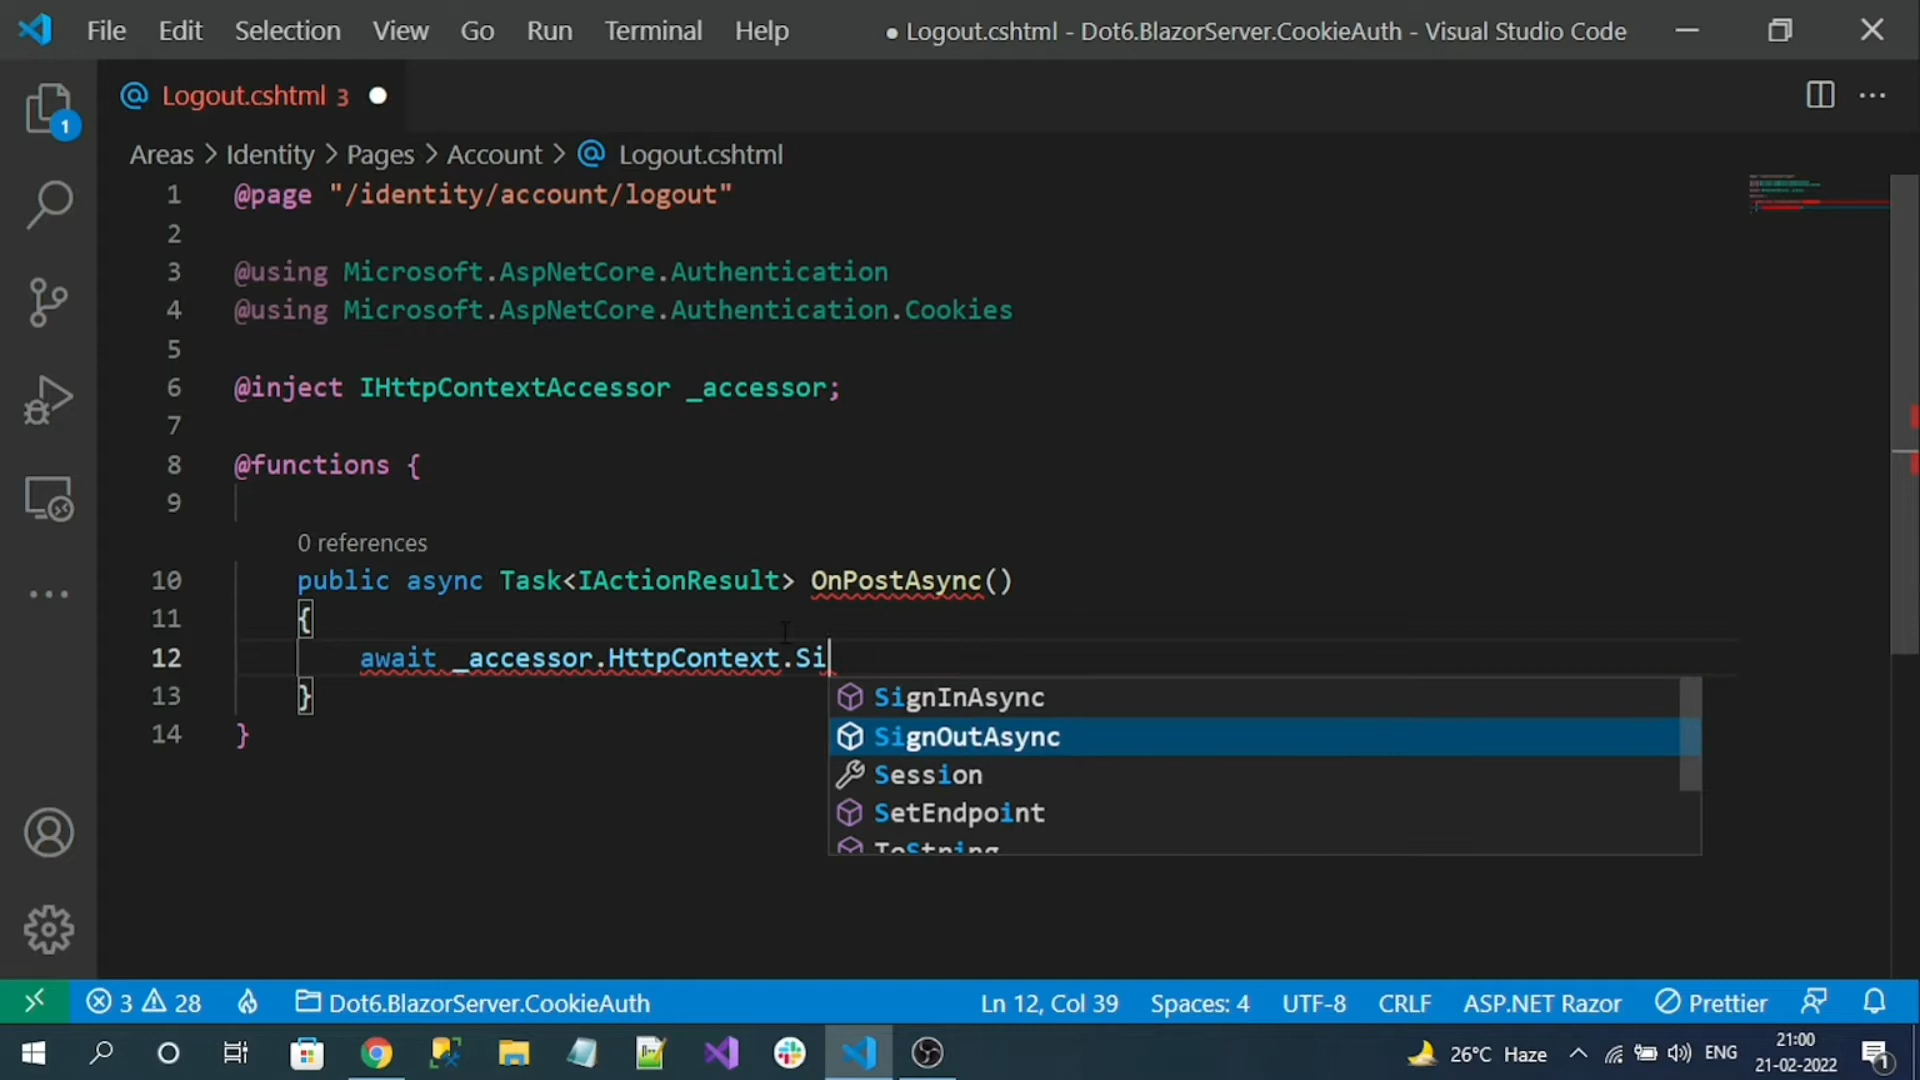 File Edit Selection View Go Run Terminal Help ● Logout.cshtml - Dot6.BlazorServer.CookieAuth - Visual Studio Code
1
Logout.cshtml 3
Areas > Identity > Pages > Account > Logout.cshtml
1 @page "/identity/account/logout"
2
3 @using Microsoft.AspNetCore.Authentication
4 @using Microsoft.AspNetCore.Authentication.Cookies
5
6 @inject IHttpContextAccessor _accessor;
7
8 @functions {
9
0 references
10 public async Task<IActionResult> OnPostAsync()
11 {
12 await _accessor.HttpContext.Si
SignInAsync
13 }
SignOutAsync
14 }
Session
SetEndpoint
ToString
3 28 Dot6.BlazorServer.CookieAuth Ln 12, Col 39 Spaces: 4 UTF-8 CRLF ASP.NET Razor Prettier
26°C Haze ENG 21:00
21-02-2022 1